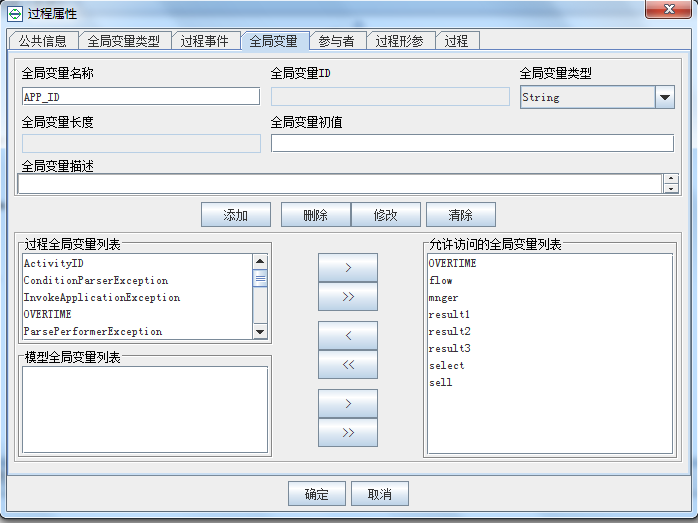 过程属性
公共信息 全局变量类型 过程事件 全局变量 参与者 过程形参 过程
全局变量名称 全局变量ID 全局变量类型
APP_ID String
全局变量长度 全局变量初值
全局变量描述
添加 删除 修改 清除
过程全局变量列表
ActivityID
ConditionParserException
InvokeApplicationException
OVERTIME
ParsePerformerException
模型全局变量列表
>
>>
<
<<
>
>>
允许访问的全局变量列表
OVERTIME
flow
mnger
result1
result2
result3
select
sell
确定 取消